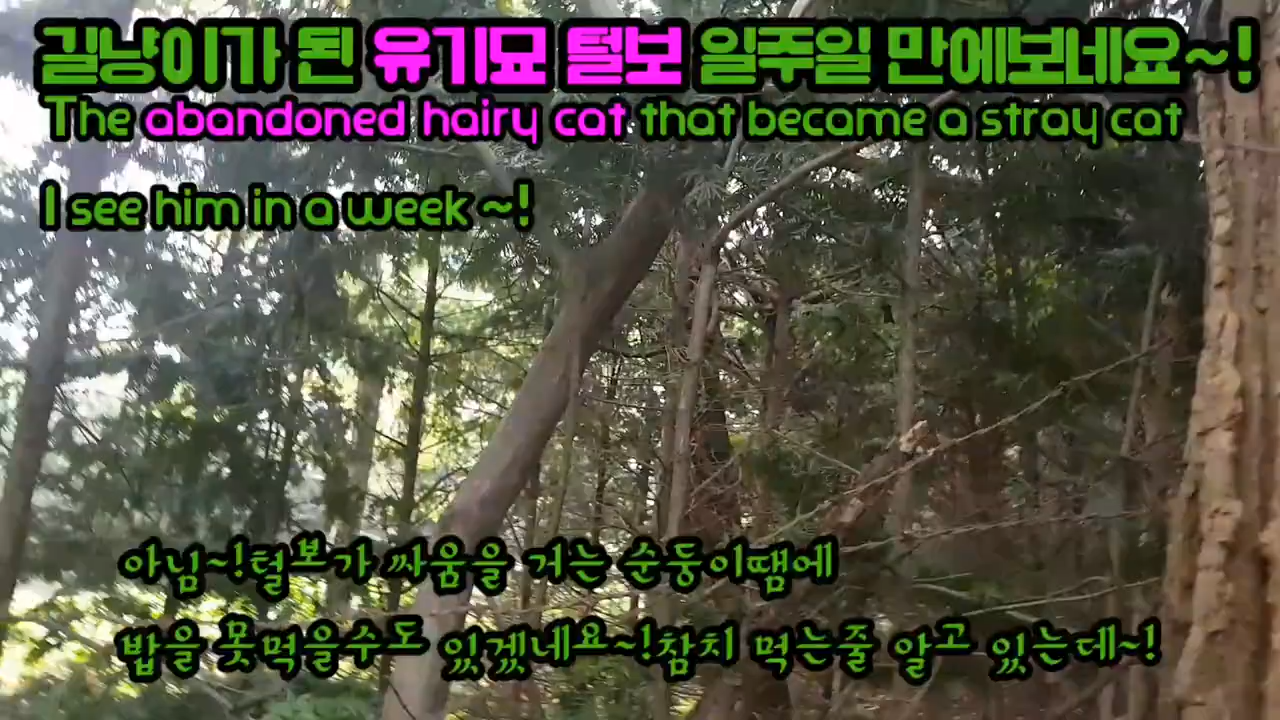 길냥이가 된 유기묘 털보 일주일 만에보네요~!
The abandoned hairy cat that became a stray cat
I see him in a week ~!
아님~!털보가 싸움을 거는 순둥이땜에
밥을 못먹을수도 있겠네요~!참치 먹는줄 알고 있는데~!